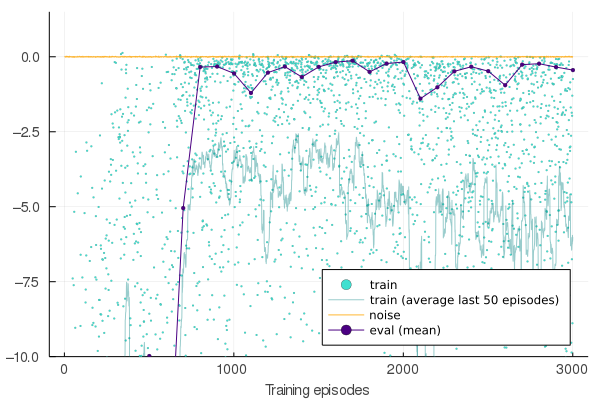 0.0
−2.5
−5.0
−7.5
−10.0
train
train (average last 50 episodes)
noise
eval (mean)
0 1000 2000 3000
Training episodes